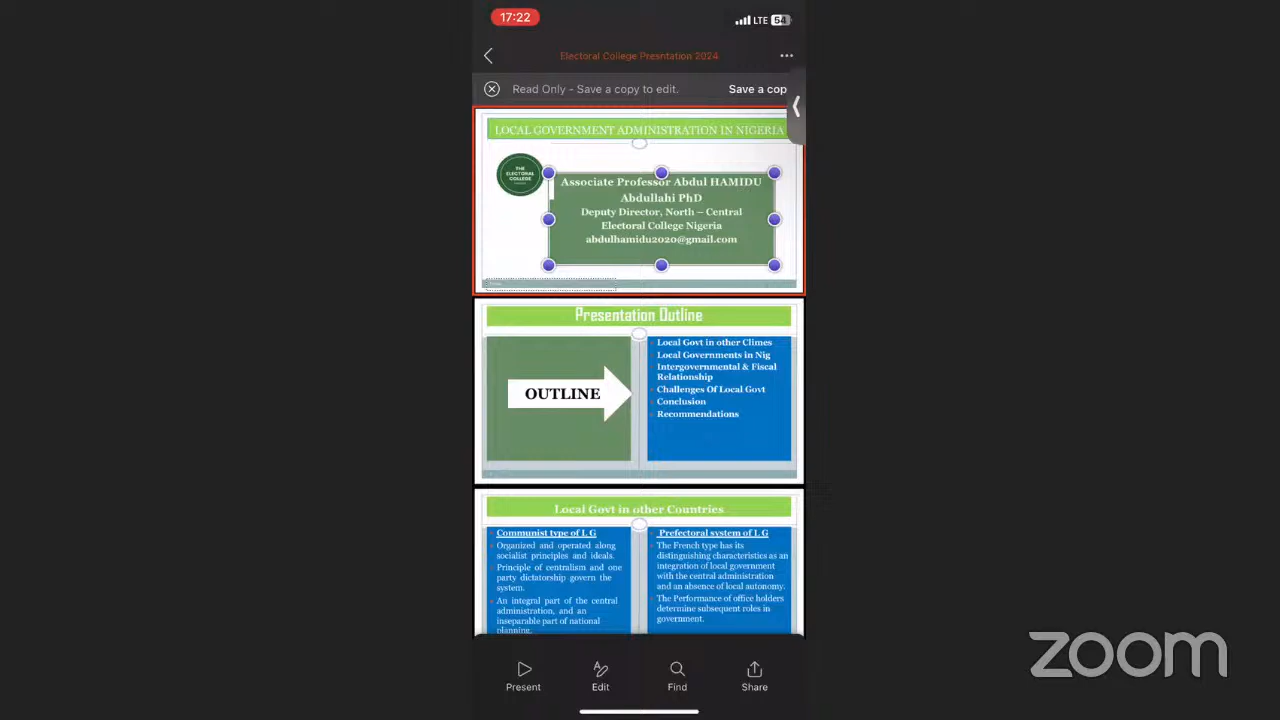 17:22
LTE 54
Electoral College Presntation 2024
Read Only - Save a copy to edit.
Save a cop
LOCAL GOVERNMENT ADMINISTRATION IN NIGERIA
THE
ELECTORAL
COLLEGE
Associate Professor Abdul HAMIDU
Abdullahi PhD
Deputy Director, North – Central
Electoral College Nigeria
abdulhamidu2020@gmail.com
Presentation Outline
OUTLINE
Local Govt in other Climes
Local Governments in Nig
Intergovernmental & Fiscal
Relationship
Challenges Of Local Govt
Conclusion
Recommendations
Local Govt in other Countries
Communist type of L G
Organized and operated along
socialist principles and ideals.
Principle of centralism and one
party dictatorship govern the
system.
An integral part of the central
administration, and an
inseparable part of national
planning.
Prefectoral system of L G
The French type has its
distinguishing characteristics as an
integration of local government
with the central administration
and an absence of local autonomy.
The Performance of office holders
determine subsequent roles in
government.
Present
Edit
Find
Share
zoom